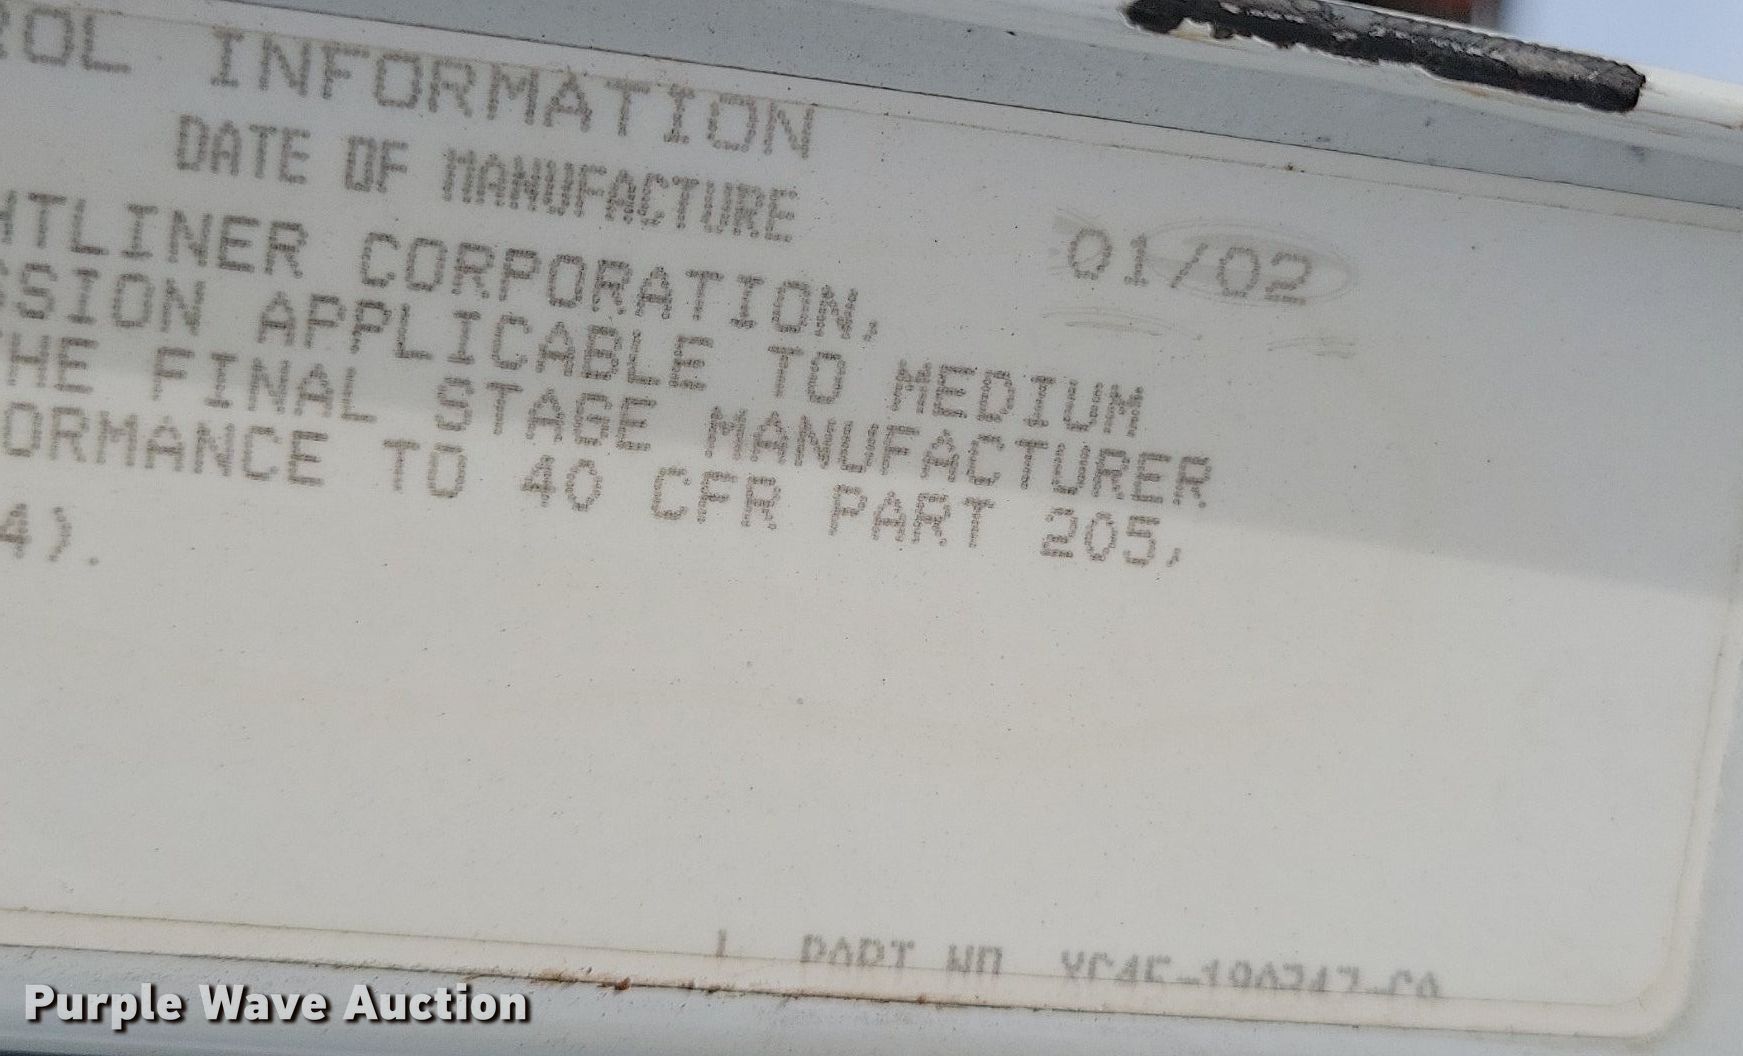 ROL INFORMATION
DATE OF MANUFACTURE 01/02
HTLINER CORPORATION,
SSION APPLICABLE TO MEDIUM
HE FINAL STAGE MANUFACTURER
ORMANCE TO 40 CFR PART 205,
4).
PART NO
Purple Wave Auction